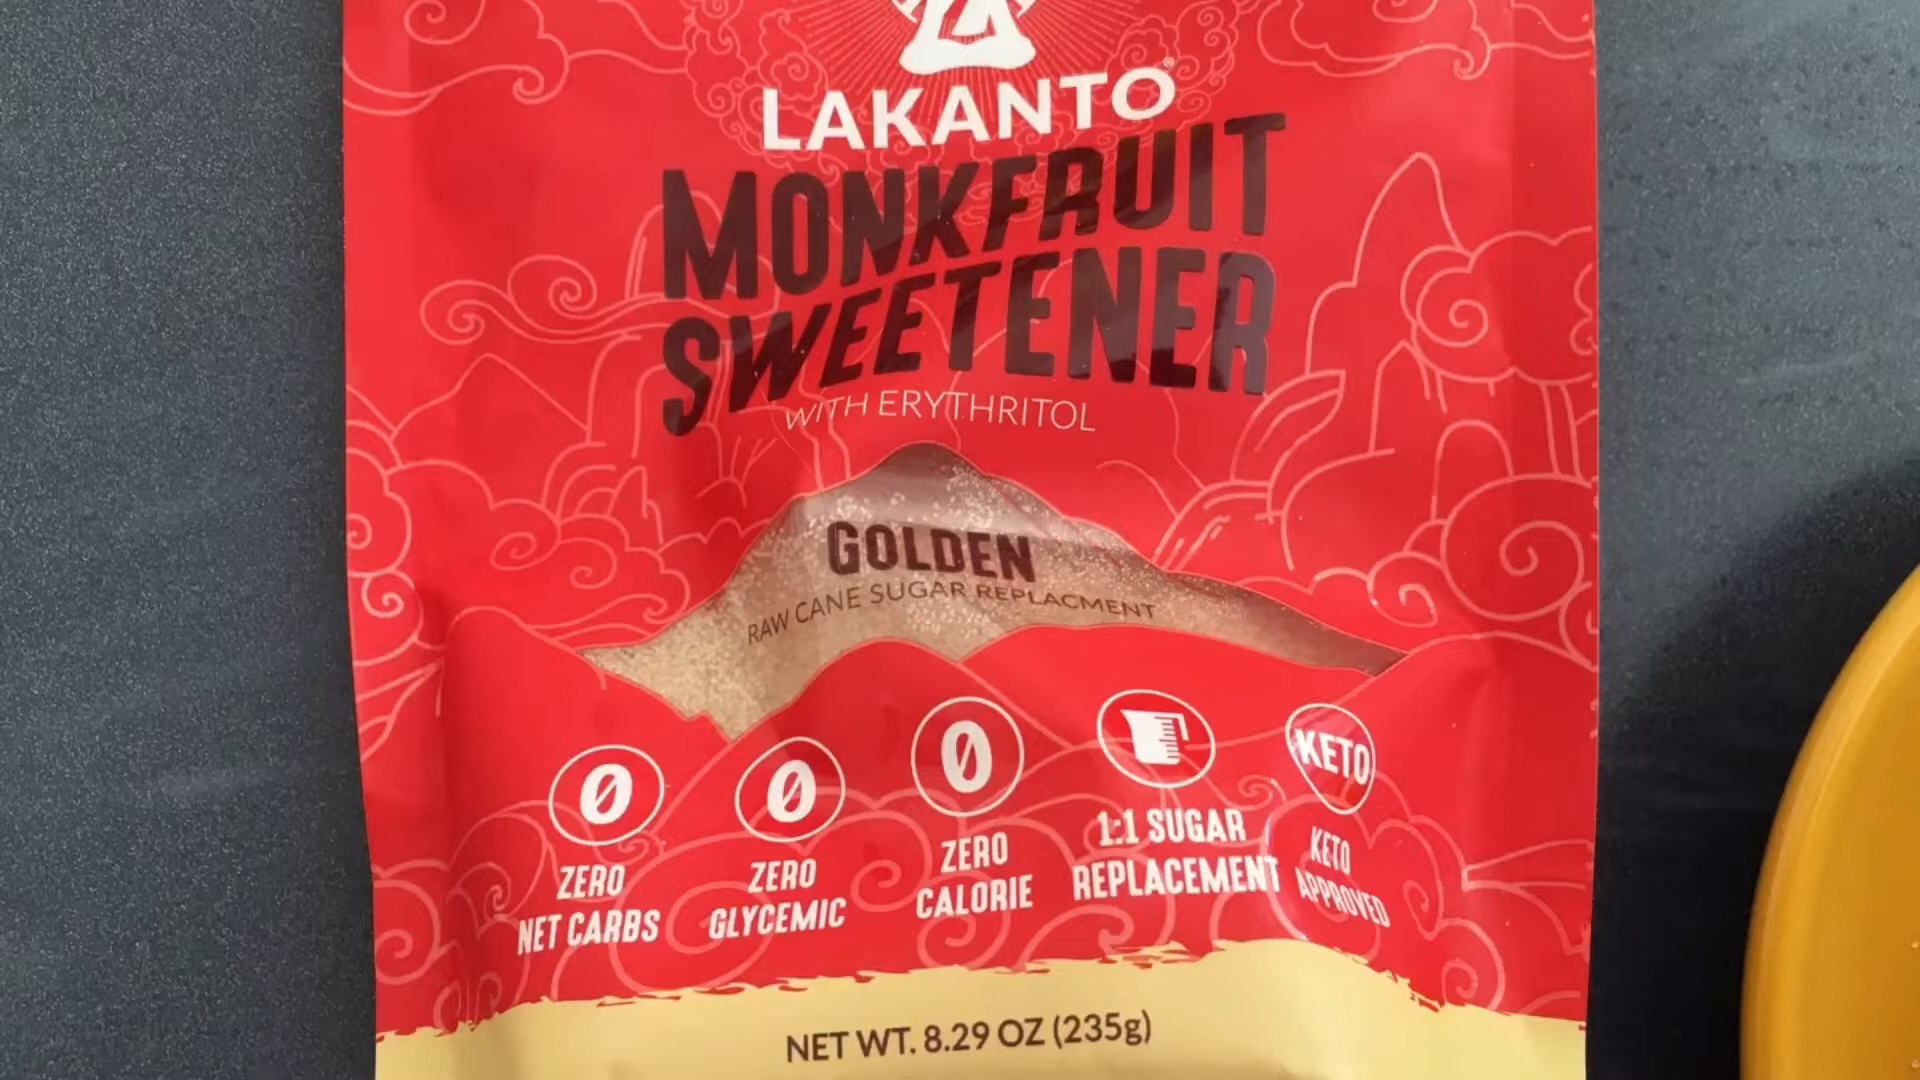 LAKANTO®
MONKFRUIT
SWEETENER
WITH ERYTHRITOL
GOLDEN
RAW CANE SUGAR REPLACMENT
0
ZERO
NET CARBS
0
ZERO
GLYCEMIC
0
ZERO
CALORIE
1:1 SUGAR
REPLACEMENT
KETO
KETO
APPROVED
NET WT. 8.29 OZ (235g)